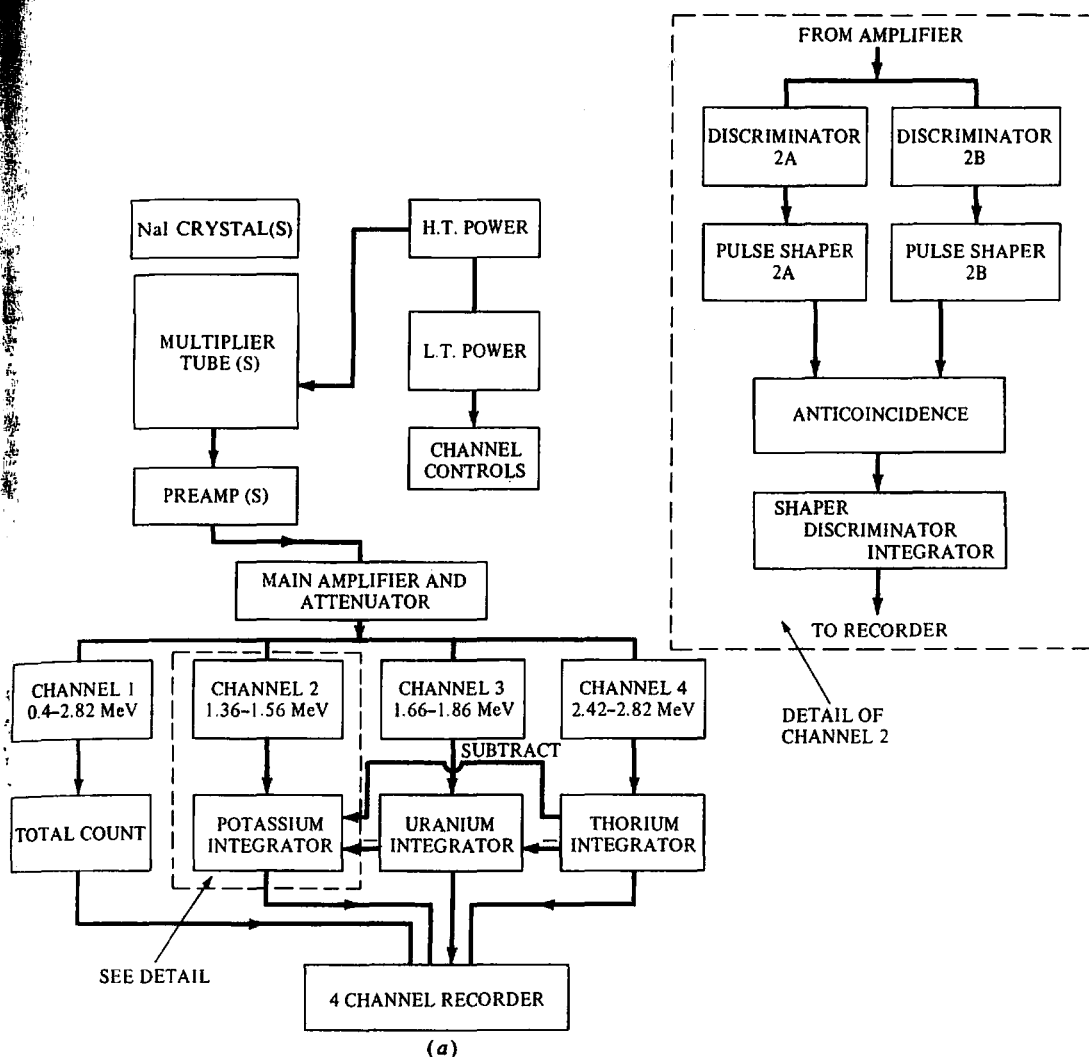 FROM AMPLIFIER
DISCRIMINATOR
2A
DISCRIMINATOR
2B
PULSE SHAPER
2A
PULSE SHAPER
2B
ANTICOINCIDENCE
SHAPER
DISCRIMINATOR
INTEGRATOR
TO RECORDER
DETAIL OF
CHANNEL 2
NaI CRYSTAL(S)
H.T. POWER
MULTIPLIER
TUBE (S)
L.T. POWER
CHANNEL
CONTROLS
PREAMP (S)
MAIN AMPLIFIER AND
ATTENUATOR
CHANNEL 1
0.4–2.82 MeV
CHANNEL 2
1.36–1.56 MeV
CHANNEL 3
1.66–1.86 MeV
CHANNEL 4
2.42–2.82 MeV
SUBTRACT
TOTAL COUNT
POTASSIUM
INTEGRATOR
URANIUM
INTEGRATOR
THORIUM
INTEGRATOR
SEE DETAIL
4 CHANNEL RECORDER
(a)